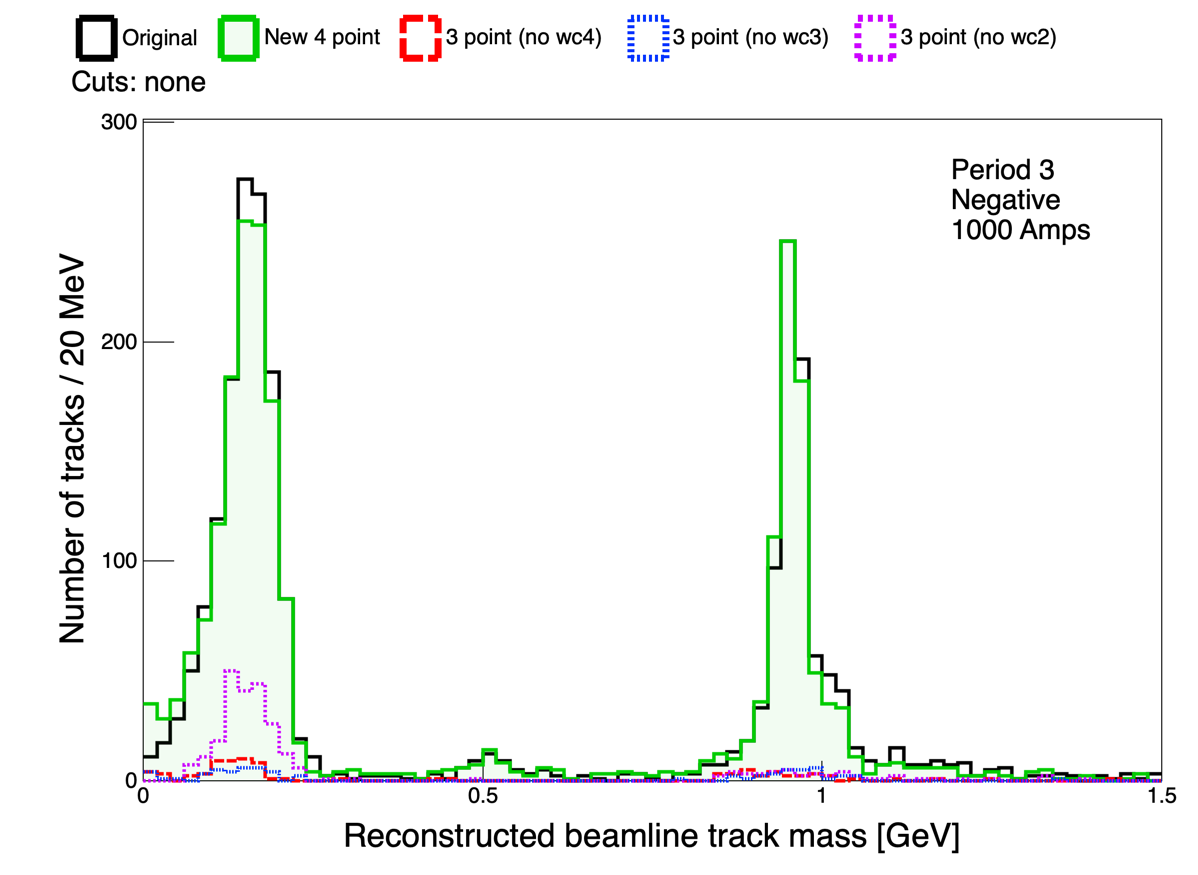 Original New 4 point 3 point (no wc4) 3 point (no wc3) 3 point (no wc2)
Cuts: none
300
Period 3
Negative
1000 Amps
Number of tracks / 20 MeV
200
100
0
0 0.5 1 1.5
Reconstructed beamline track mass [GeV]